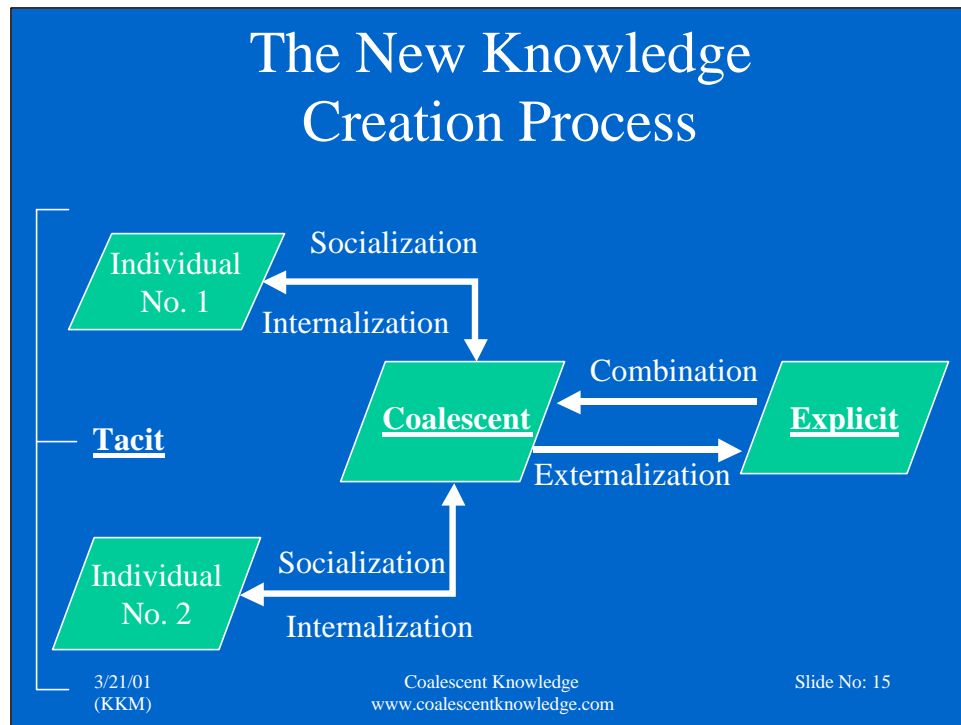 The New Knowledge
Creation Process
Socialization
Individual
No. 1
Internalization
Combination
Coalescent
Explicit
Tacit
Externalization
Socialization
Individual
No. 2
Internalization
3/21/01
(KKM)
Coalescent Knowledge
www.coalescentknowledge.com
Slide No: 15